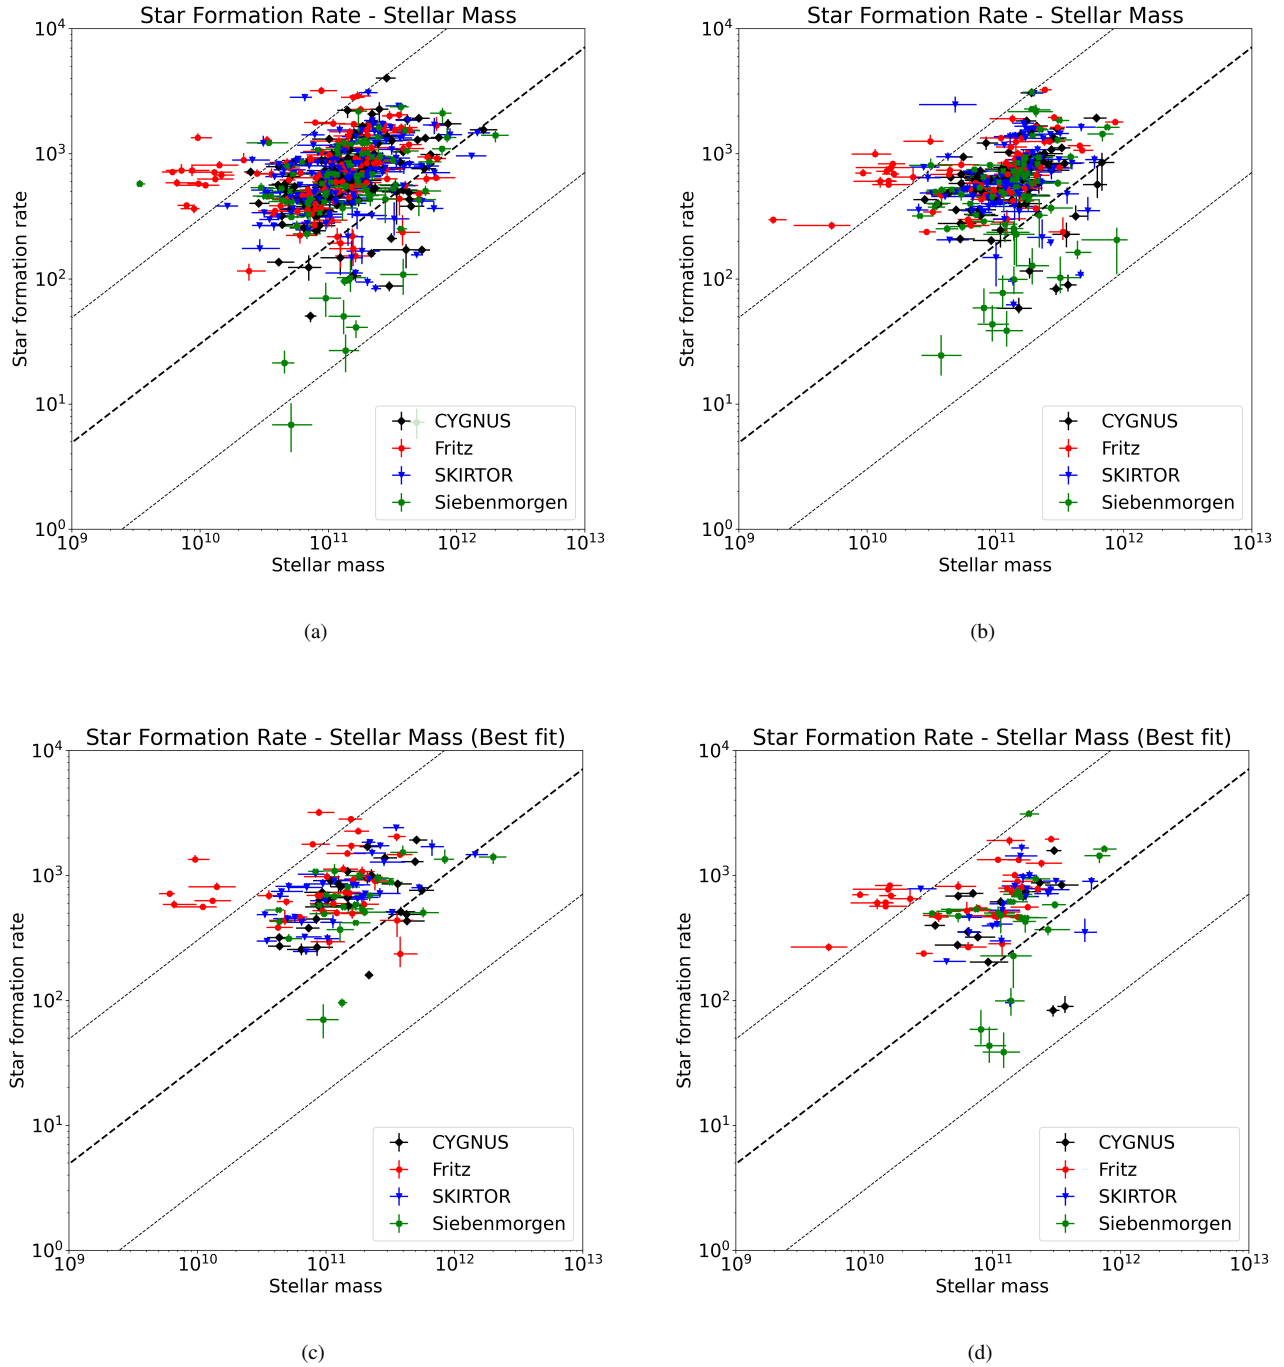 Star Formation Rate - Stellar Mass
10^4
10^3
10^2
10^1
10^0
Star formation rate
CYGNUS
Fritz
SKIRTOR
Siebenmorgen
10^9 10^10 10^11 10^12 10^13
Stellar mass
(a)
Star Formation Rate - Stellar Mass
10^4
10^3
10^2
10^1
10^0
Star formation rate
CYGNUS
Fritz
SKIRTOR
Siebenmorgen
10^9 10^10 10^11 10^12 10^13
Stellar mass
(b)
Star Formation Rate - Stellar Mass (Best fit)
10^4
10^3
10^2
10^1
10^0
Star formation rate
CYGNUS
Fritz
SKIRTOR
Siebenmorgen
10^9 10^10 10^11 10^12 10^13
Stellar mass
(c)
Star Formation Rate - Stellar Mass (Best fit)
10^4
10^3
10^2
10^1
10^0
Star formation rate
CYGNUS
Fritz
SKIRTOR
Siebenmorgen
10^9 10^10 10^11 10^12 10^13
Stellar mass
(d)